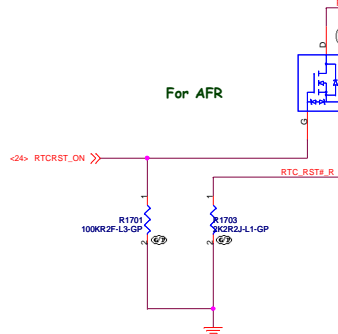 D
For AFR
G
<24> RTCRST_ON
RTC_RST#_R
1
1
R1701
100KR2F-L3-GP
R1703
2K2R2J-L1-GP
2
2